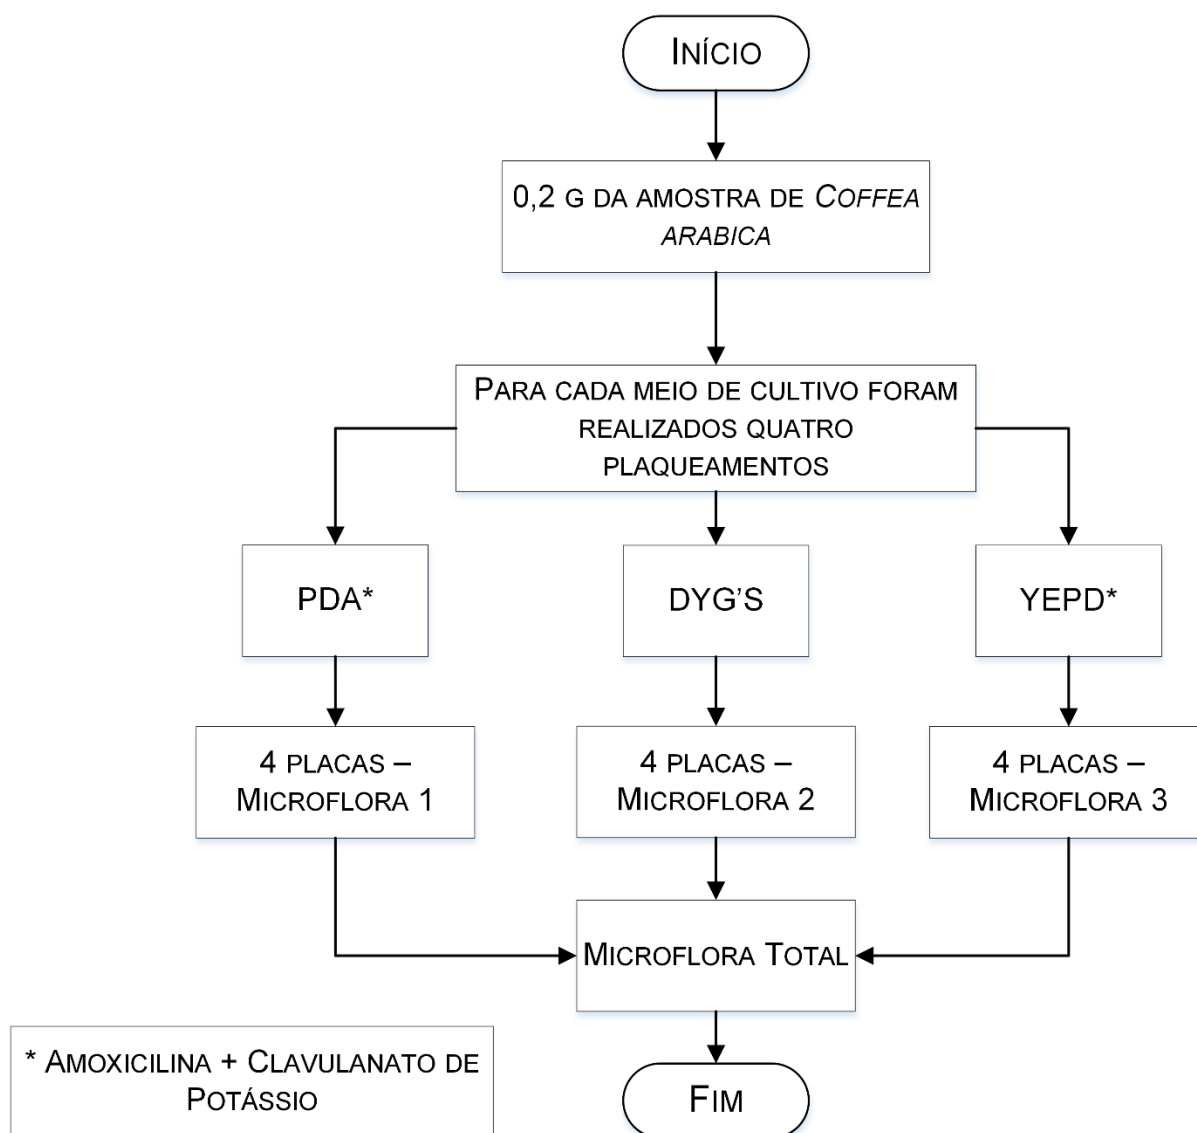 INÍCIO
0,2 G DA AMOSTRA DE COFFEA
ARABICA
PARA CADA MEIO DE CULTIVO FORAM
REALIZADOS QUATRO
PLAQUEAMENTOS
PDA*
DYG'S
YEPD*
4 PLACAS –
MICROFLORA 1
4 PLACAS –
MICROFLORA 2
4 PLACAS –
MICROFLORA 3
MICROFLORA TOTAL
* AMOXICILINA + CLAVULANATO DE
POTÁSSIO
FIM